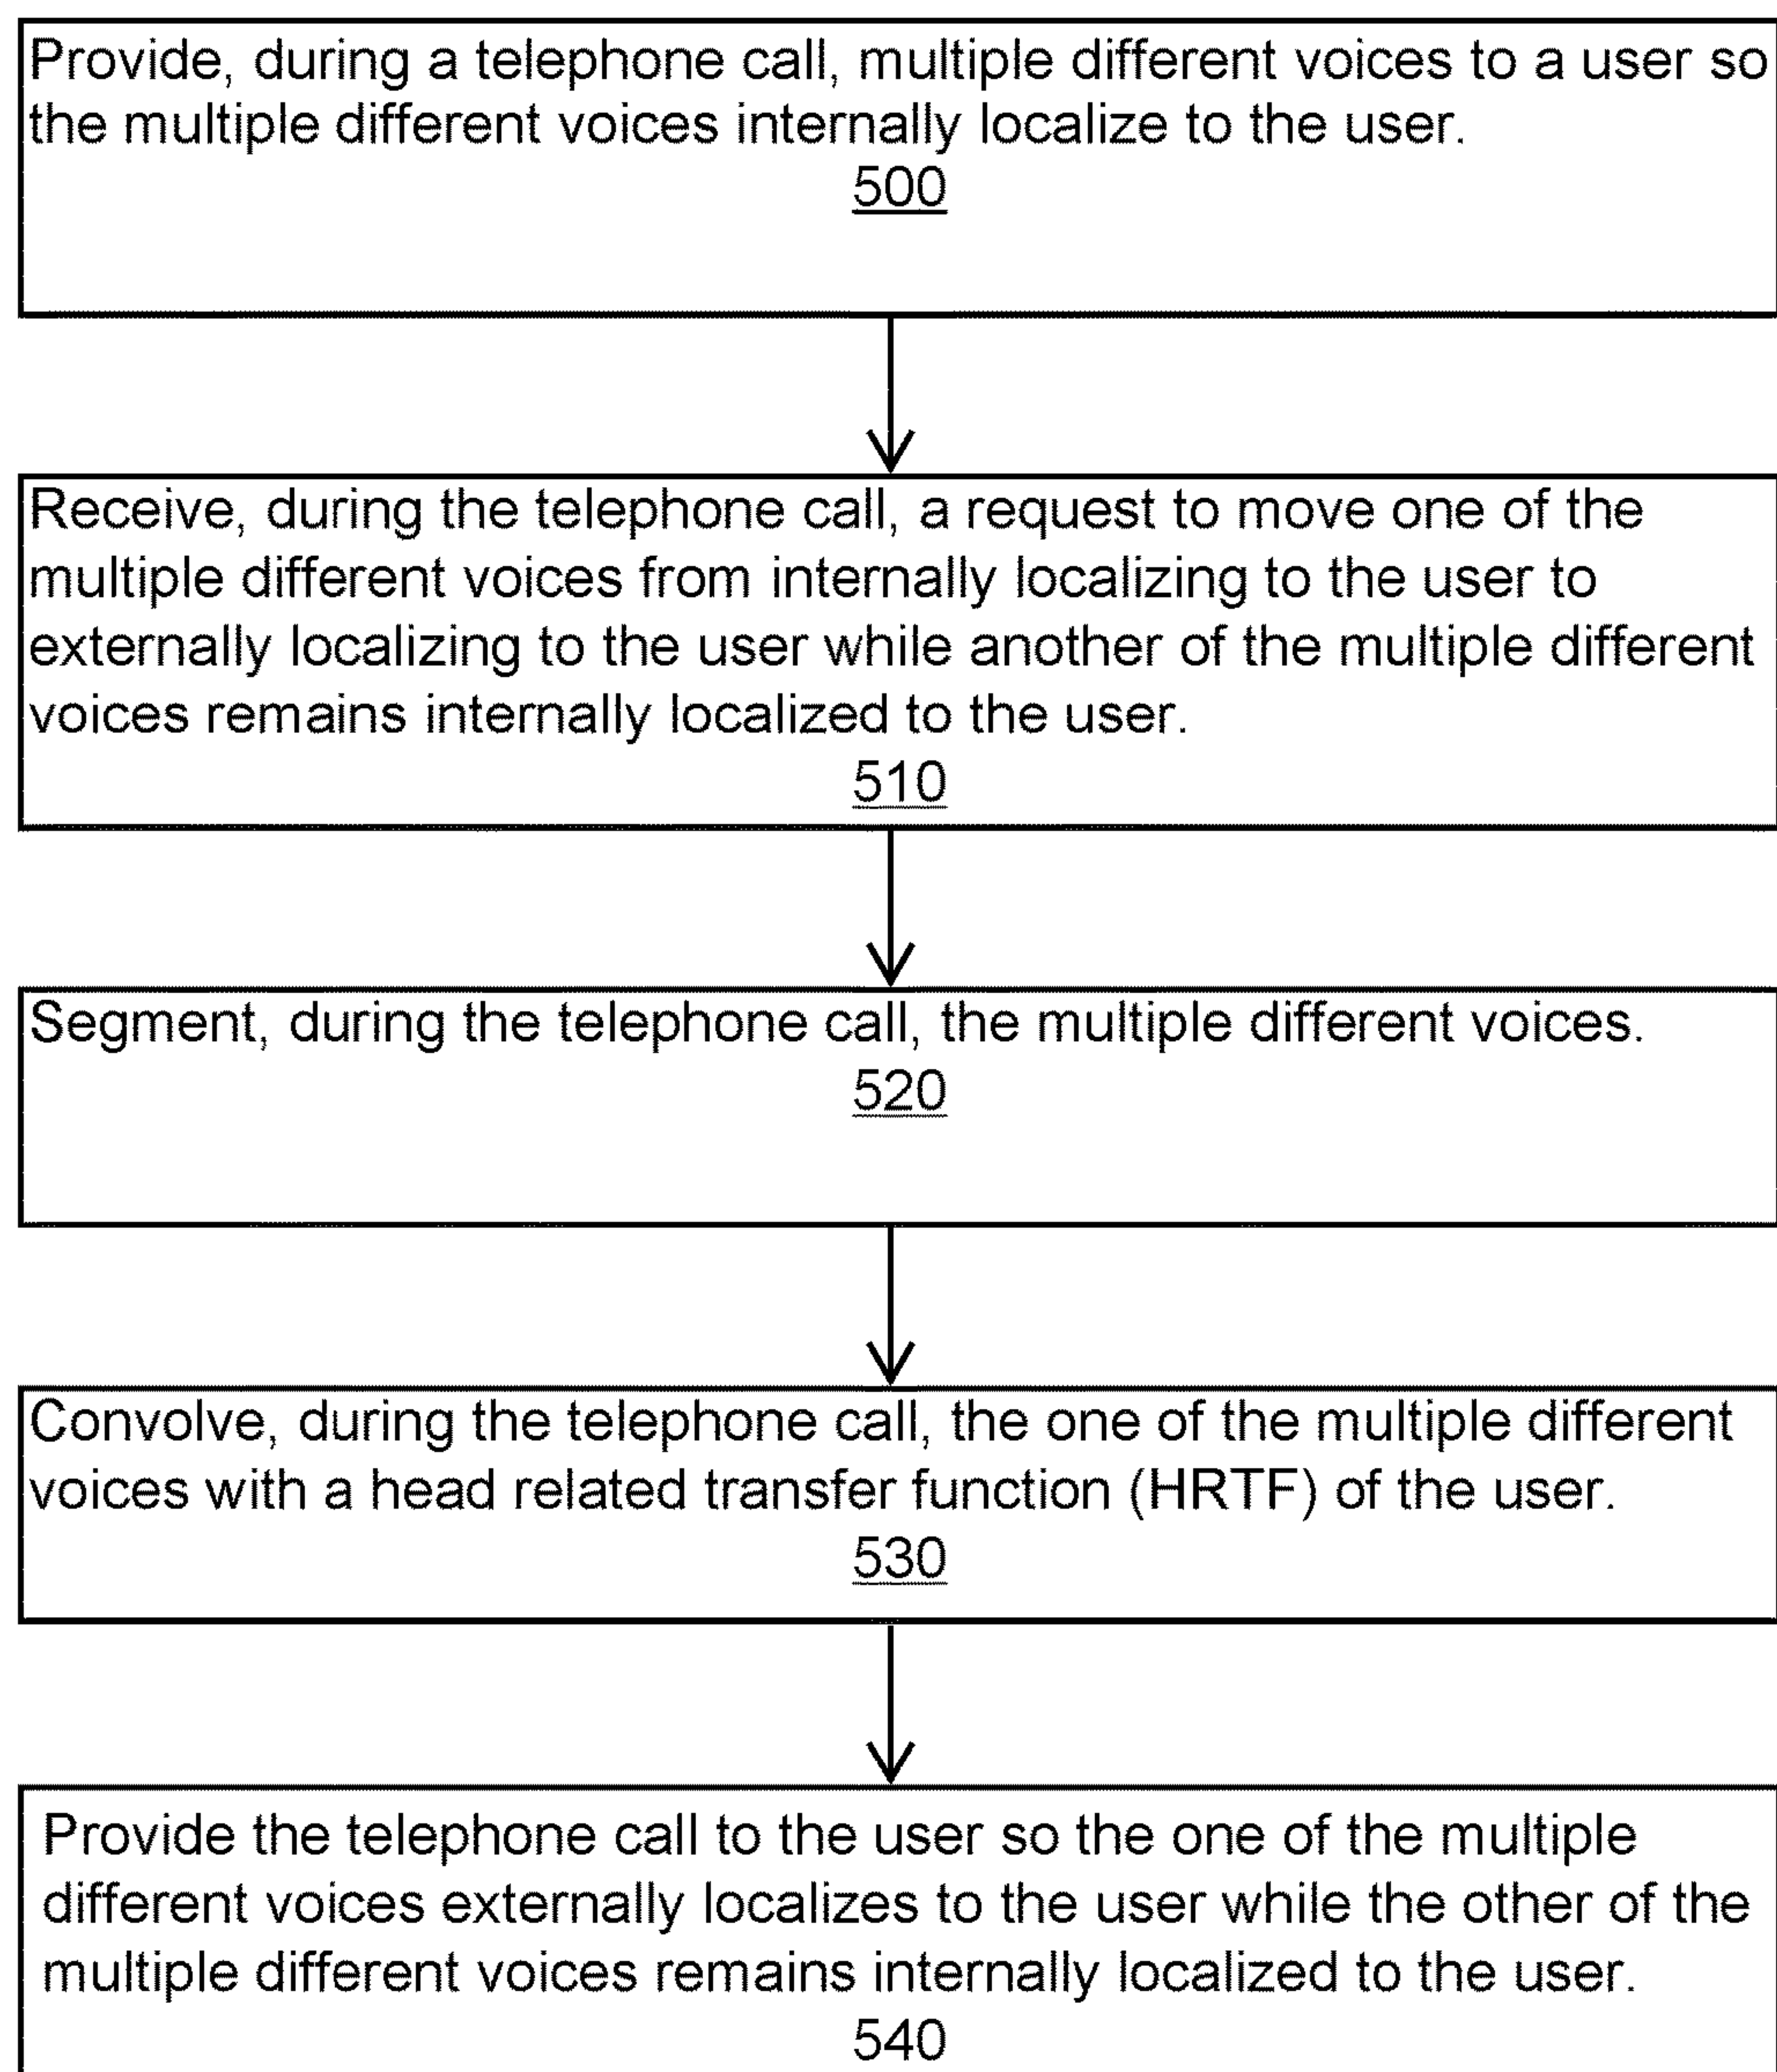 Provide, during a telephone call, multiple different voices to a user so
the multiple different voices internally localize to the user.
500
Receive, during the telephone call, a request to move one of the
multiple different voices from internally localizing to the user to
externally localizing to the user while another of the multiple different
voices remains internally localized to the user.
510
Segment, during the telephone call, the multiple different voices.
520
Convolve, during the telephone call, the one of the multiple different
voices with a head related transfer function (HRTF) of the user.
530
Provide the telephone call to the user so the one of the multiple
different voices externally localizes to the user while the other of the
multiple different voices remains internally localized to the user.
540